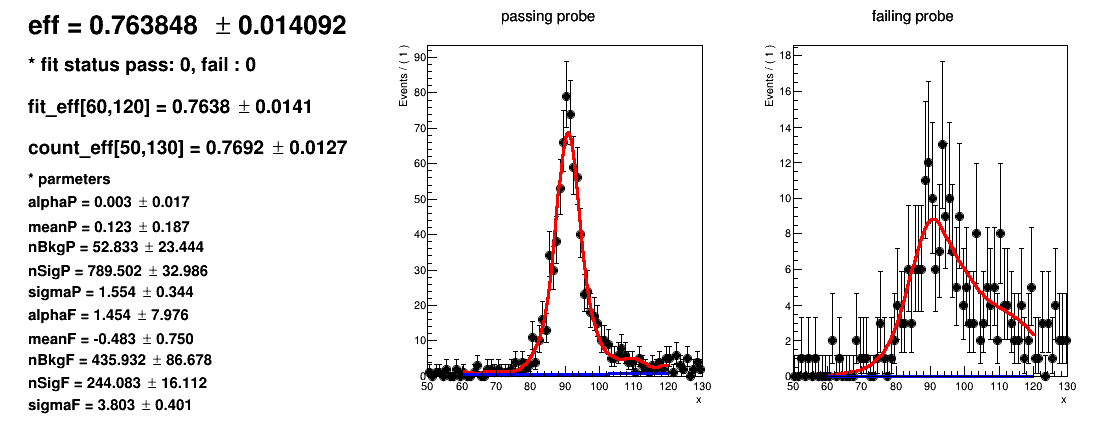 eff = 0.763848 ± 0.014092
* fit status pass: 0, fail : 0
fit_eff[60,120] = 0.7638 ± 0.0141
count_eff[50,130] = 0.7692 ± 0.0127
* parmeters
alphaP = 0.003 ± 0.017
meanP = 0.123 ± 0.187
nBkgP = 52.833 ± 23.444
nSigP = 789.502 ± 32.986
sigmaP = 1.554 ± 0.344
alphaF = 1.454 ± 7.976
meanF = -0.483 ± 0.750
nBkgF = 435.932 ± 86.678
nSigF = 244.083 ± 16.112
sigmaF = 3.803 ± 0.401
passing probe
Events / ( 1 )
90
80
70
60
50
40
30
20
10
0
50 60 70 80 90 100 110 120 130
x
failing probe
Events / ( 1 )
18
16
14
12
10
8
6
4
2
0
50 60 70 80 90 100 110 120 130
x